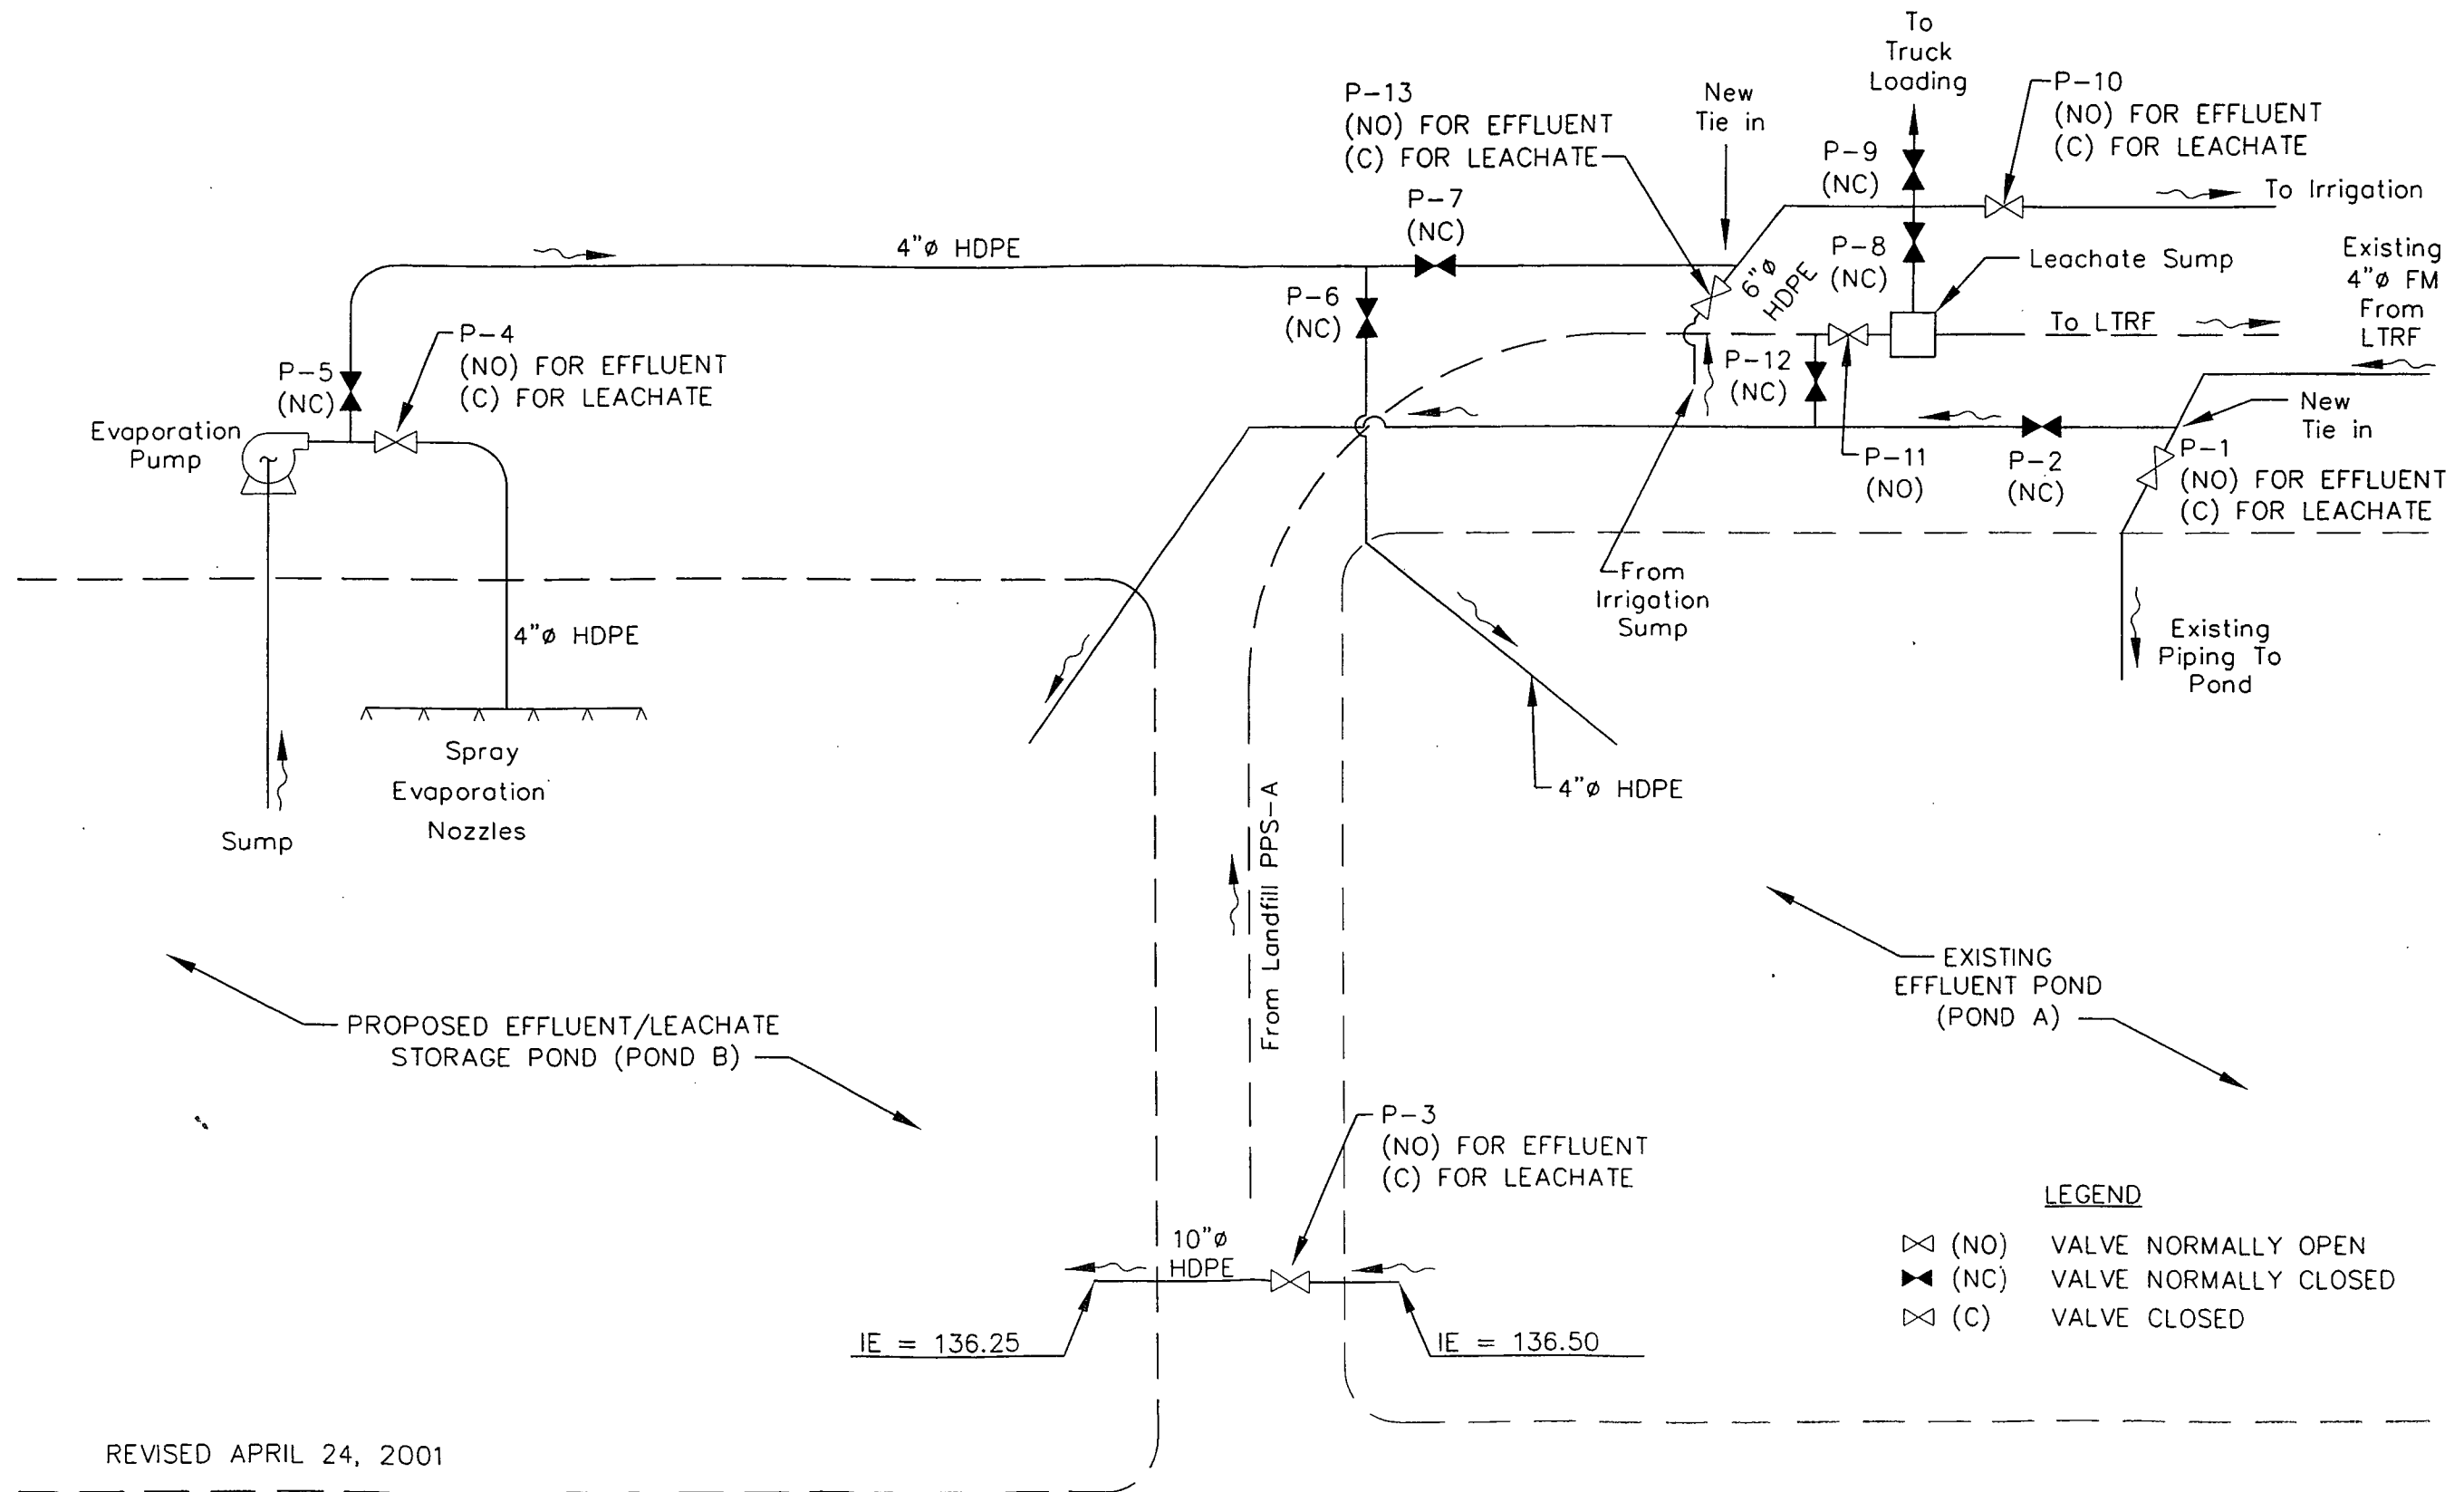 To
Truck
Loading
P-10
(NO) FOR EFFLUENT
(C) FOR LEACHATE
P-13
(NO) FOR EFFLUENT
(C) FOR LEACHATE
New
Tie in
P-9
(NC)
To Irrigation
P-7
(NC)
4"ø HDPE
P-8
(NC)
Leachate Sump
Existing
4"ø FM
From
LTRF
6"ø
HDPE
P-6
(NC)
To LTRF
P-4
(NO) FOR EFFLUENT
(C) FOR LEACHATE
P-5
(NC)
P-12
(NC)
New
Tie in
Evaporation
Pump
P-11
(NO)
P-2
(NC)
P-1
(NO) FOR EFFLUENT
(C) FOR LEACHATE
From
Irrigation
Sump
4"ø HDPE
Existing
Piping To
Pond
Spray
Evaporation
Nozzles
Sump
4"ø HDPE
From Landfill PPS-A
EXISTING
EFFLUENT POND
(POND A)
PROPOSED EFFLUENT/LEACHATE
STORAGE POND (POND B)
P-3
(NO) FOR EFFLUENT
(C) FOR LEACHATE
10"ø
HDPE
IE = 136.25
IE = 136.50
LEGEND
(NO) VALVE NORMALLY OPEN
(NC) VALVE NORMALLY CLOSED
(C) VALVE CLOSED
REVISED APRIL 24, 2001